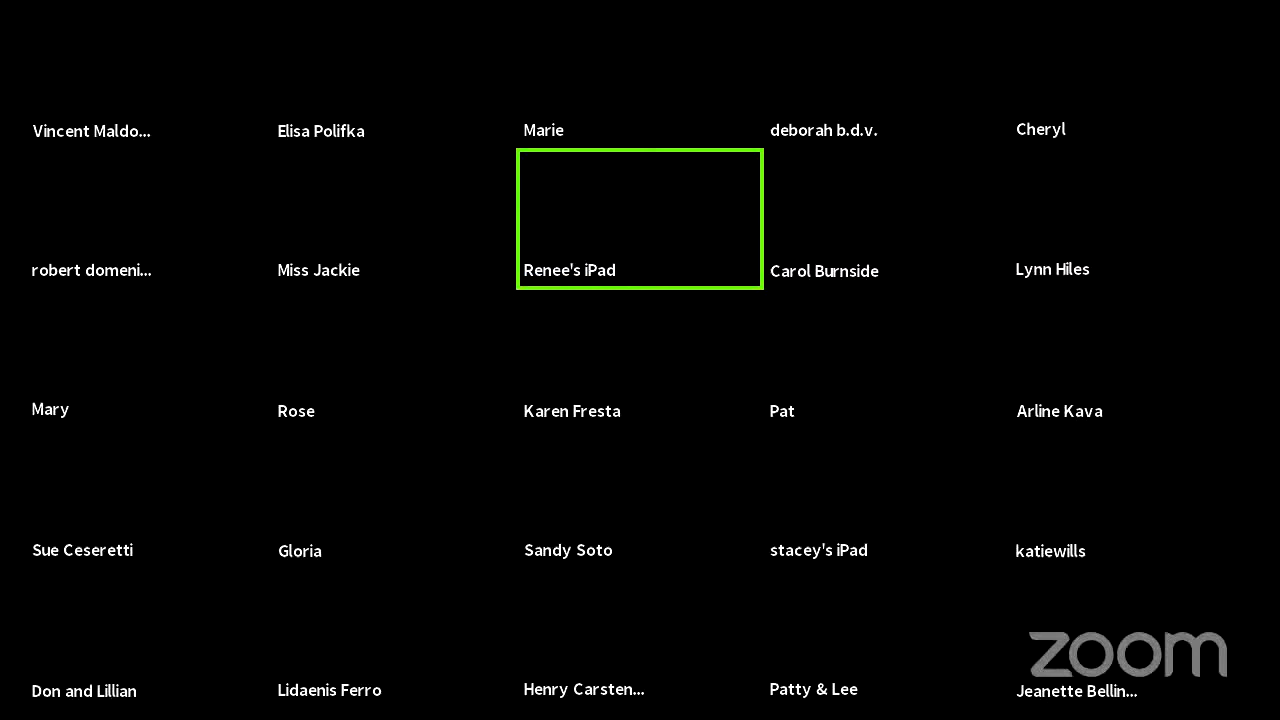 Vincent Maldo...
Elisa Polifka
Marie
deborah b.d.v.
Cheryl
robert domeni...
Miss Jackie
Renee's iPad
Carol Burnside
Lynn Hiles
Mary
Rose
Karen Fresta
Pat
Arline Kava
Sue Ceseretti
Gloria
Sandy Soto
stacey's iPad
katiewills
zoom
Don and Lillian
Lidaenis Ferro
Henry Carsten...
Patty & Lee
Jeanette Bellin...